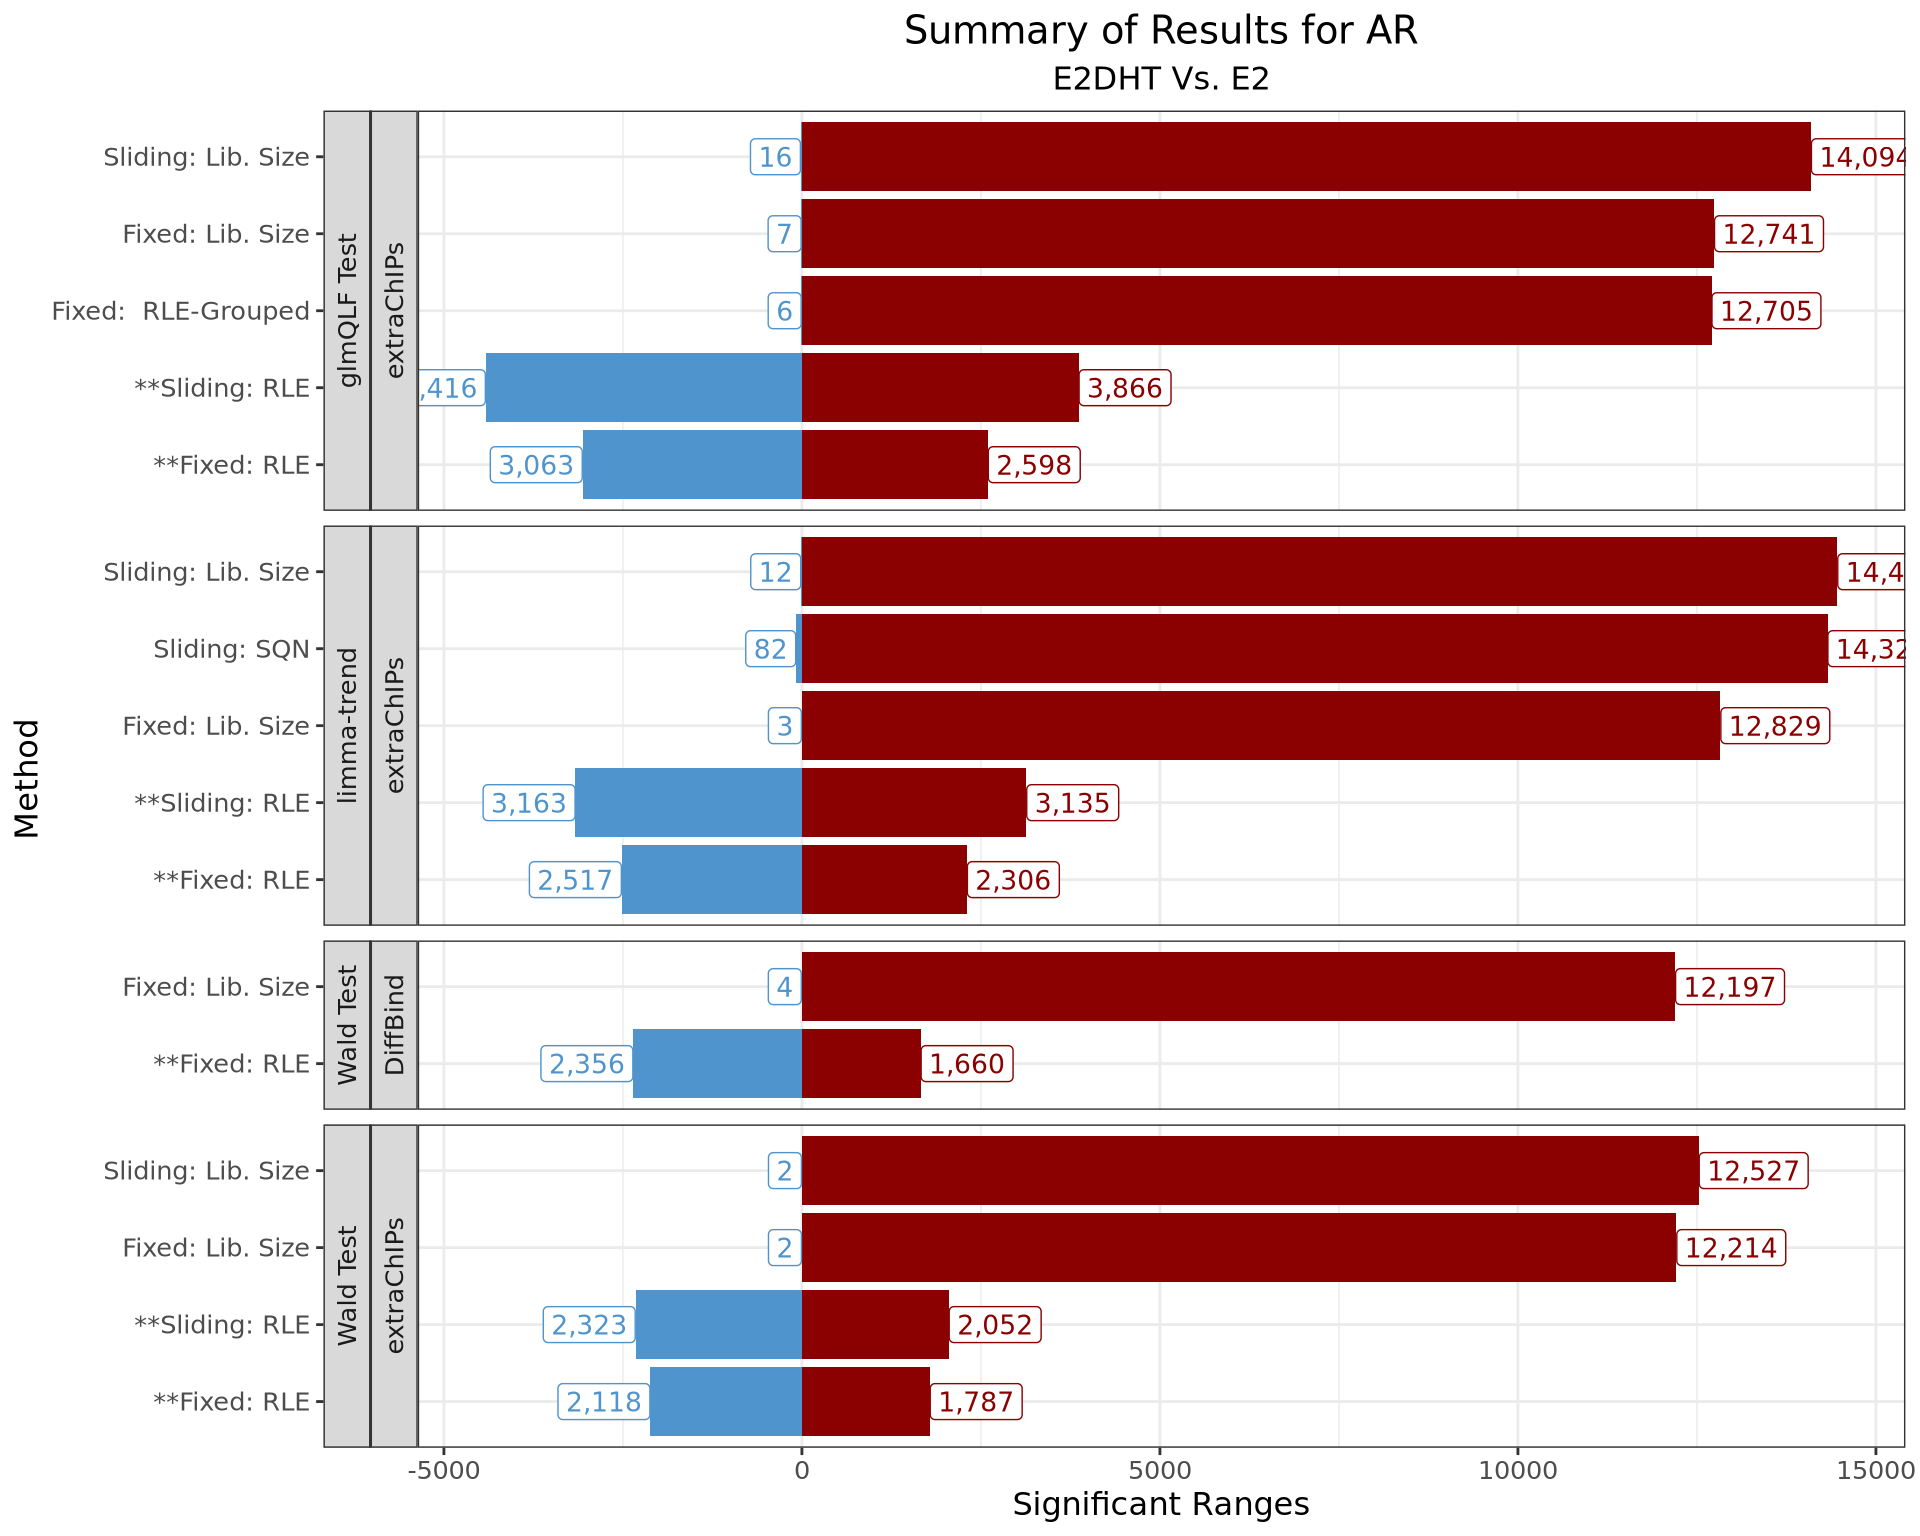 Summary of Results for AR
E2DHT Vs. E2
Method
glmQLF Test
extraChIPs
Sliding: Lib. Size
16
14,094
Fixed: Lib. Size
7
12,741
Fixed:  RLE-Grouped
6
12,705
**Sliding: RLE
,416
3,866
**Fixed: RLE
3,063
2,598
limma-trend
extraChIPs
Sliding: Lib. Size
12
14,4
Sliding: SQN
82
14,32
Fixed: Lib. Size
3
12,829
**Sliding: RLE
3,163
3,135
**Fixed: RLE
2,517
2,306
Wald Test
DiffBind
Fixed: Lib. Size
4
12,197
**Fixed: RLE
2,356
1,660
Wald Test
extraChIPs
Sliding: Lib. Size
2
12,527
Fixed: Lib. Size
2
12,214
**Sliding: RLE
2,323
2,052
**Fixed: RLE
2,118
1,787
-5000
0
5000
10000
15000
Significant Ranges